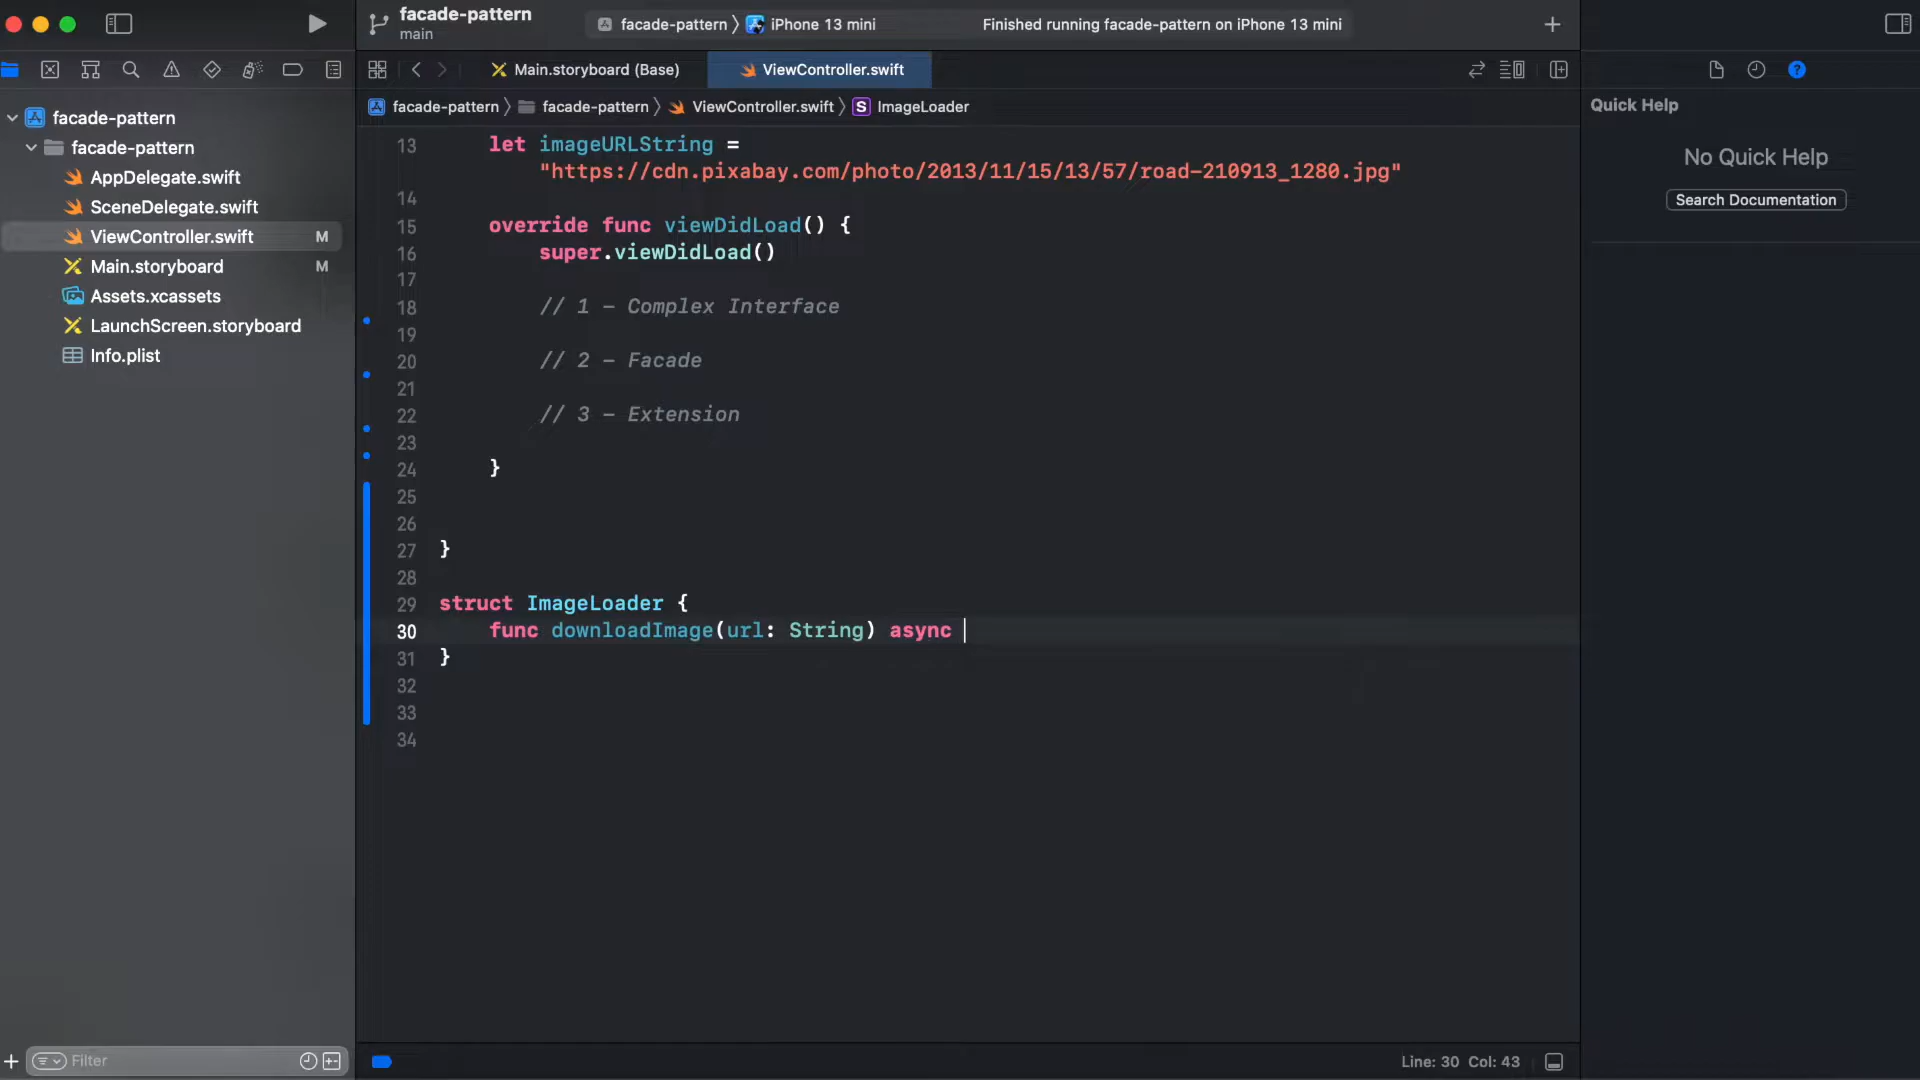 facade-pattern
main
facade-pattern 〉 iPhone 13 mini
Finished running facade-pattern on iPhone 13 mini
Main.storyboard (Base)
ViewController.swift
facade-pattern 〉 facade-pattern 〉 ViewController.swift 〉 S ImageLoader
facade-pattern
facade-pattern
AppDelegate.swift
SceneDelegate.swift
ViewController.swift M
Main.storyboard M
Assets.xcassets
LaunchScreen.storyboard
Info.plist
Filter
13 let imageURLString =
"https://cdn.pixabay.com/photo/2013/11/15/13/57/road-210913_1280.jpg"
14
15 override func viewDidLoad() {
16 super.viewDidLoad()
17
18 // 1 - Complex Interface
19
20 // 2 - Facade
21
22 // 3 - Extension
23
24 }
25
26
27 }
28
29 struct ImageLoader {
30 func downloadImage(url: String) async
31 }
32
33
34
Line: 30 Col: 43
Quick Help
No Quick Help
Search Documentation